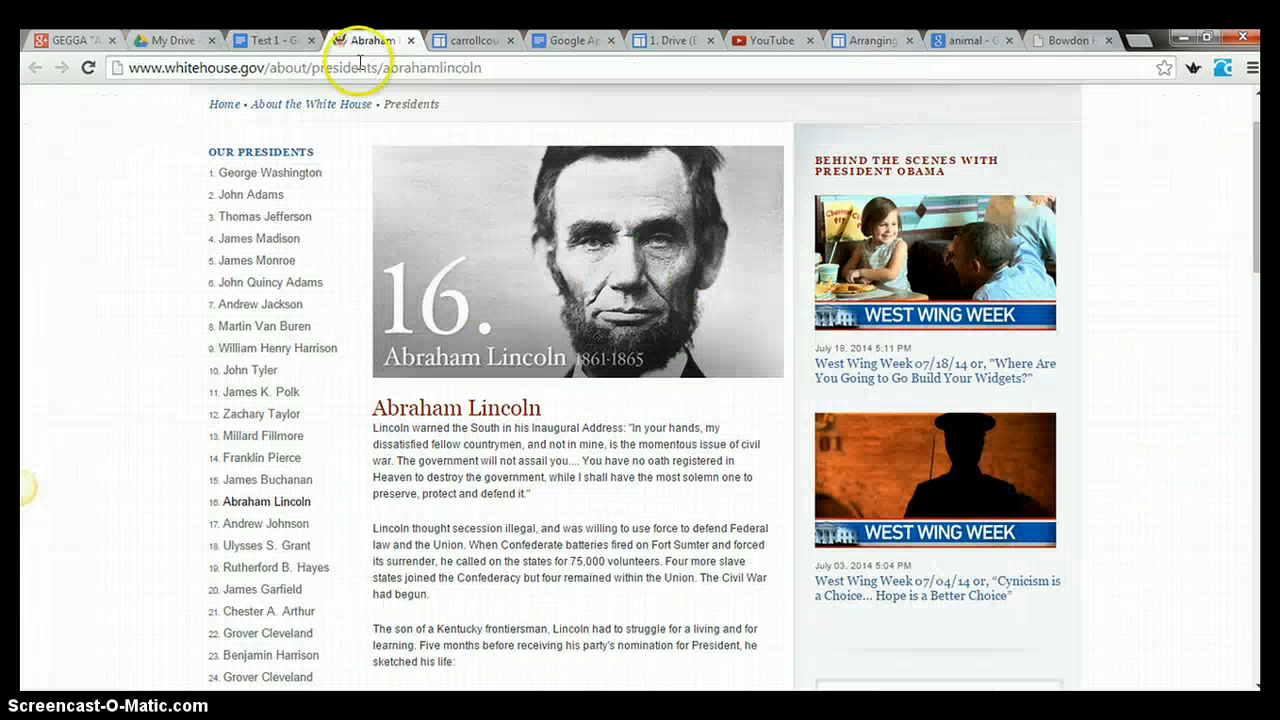 GEGGA "A
My Drive -
Test 1 - G
Abraham
carrollcou
Google Ap
1. Drive (E
YouTube
Arranging
animal - G
Bowdon H
www.whitehouse.gov/about/presidents/abrahamlincoln
Home • About the White House • Presidents
OUR PRESIDENTS
1. George Washington
2. John Adams
3. Thomas Jefferson
4. James Madison
5. James Monroe
6. John Quincy Adams
7. Andrew Jackson
8. Martin Van Buren
9. William Henry Harrison
10. John Tyler
11. James K. Polk
12. Zachary Taylor
13. Millard Fillmore
14. Franklin Pierce
15. James Buchanan
16. Abraham Lincoln
17. Andrew Johnson
18. Ulysses S. Grant
19. Rutherford B. Hayes
20. James Garfield
21. Chester A. Arthur
22. Grover Cleveland
23. Benjamin Harrison
24. Grover Cleveland
16.
Abraham Lincoln 1861-1865
Abraham Lincoln
Lincoln warned the South in his Inaugural Address: "In your hands, my
dissatisfied fellow countrymen, and not in mine, is the momentous issue of civil
war. The government will not assail you.... You have no oath registered in
Heaven to destroy the government, while I shall have the most solemn one to
preserve, protect and defend it."
Lincoln thought secession illegal, and was willing to use force to defend Federal
law and the Union. When Confederate batteries fired on Fort Sumter and forced
its surrender, he called on the states for 75,000 volunteers. Four more slave
states joined the Confederacy but four remained within the Union. The Civil War
had begun.
The son of a Kentucky frontiersman, Lincoln had to struggle for a living and for
learning. Five months before receiving his party's nomination for President, he
sketched his life:
BEHIND THE SCENES WITH
PRESIDENT OBAMA
WEST WING WEEK
July 18, 2014 5:11 PM
West Wing Week 07/18/14 or, "Where Are
You Going to Go Build Your Widgets?"
WEST WING WEEK
July 03, 2014 5:04 PM
West Wing Week 07/04/14 or, “Cynicism is
a Choice... Hope is a Better Choice”
Screencast-O-Matic.com